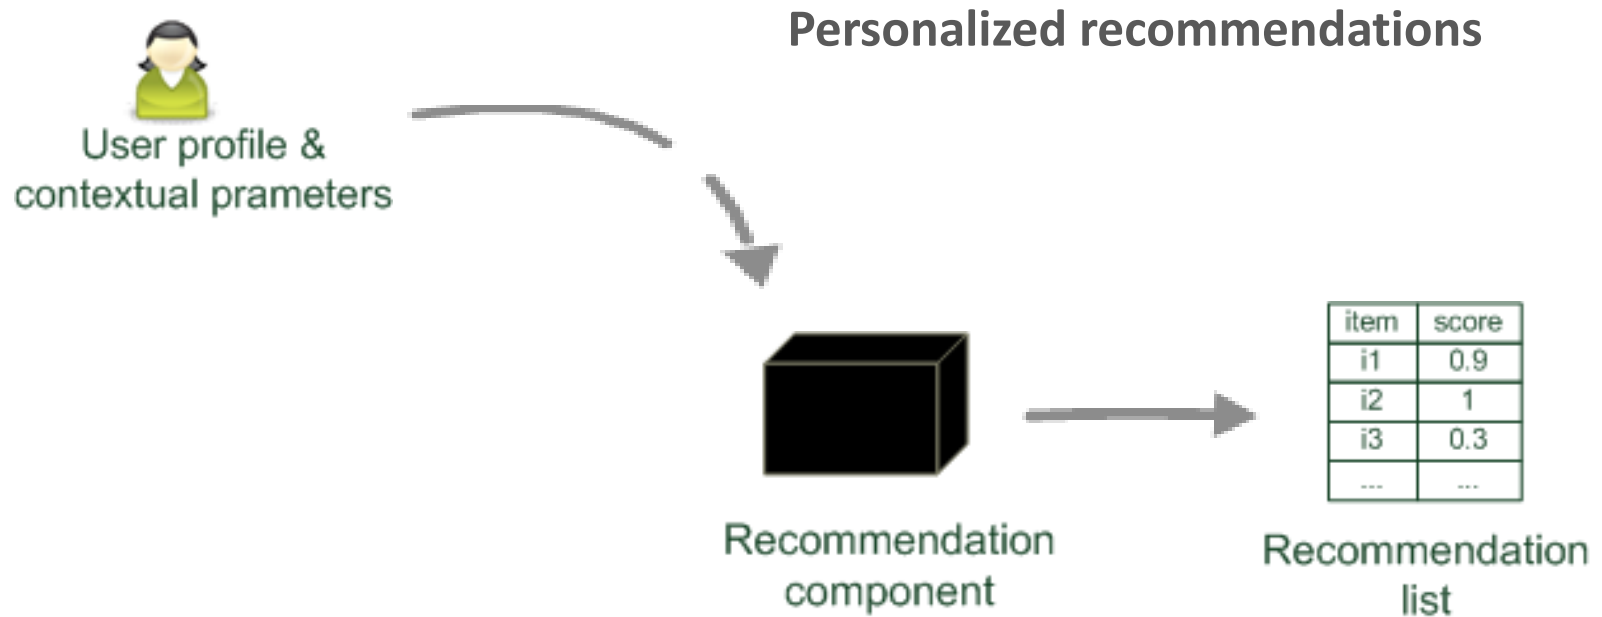 Personalized recommendations
User profile &
contextual prameters
item score
i1 0.9
i2 1
i3 0.3
... ...
Recommendation
component
Recommendation
list